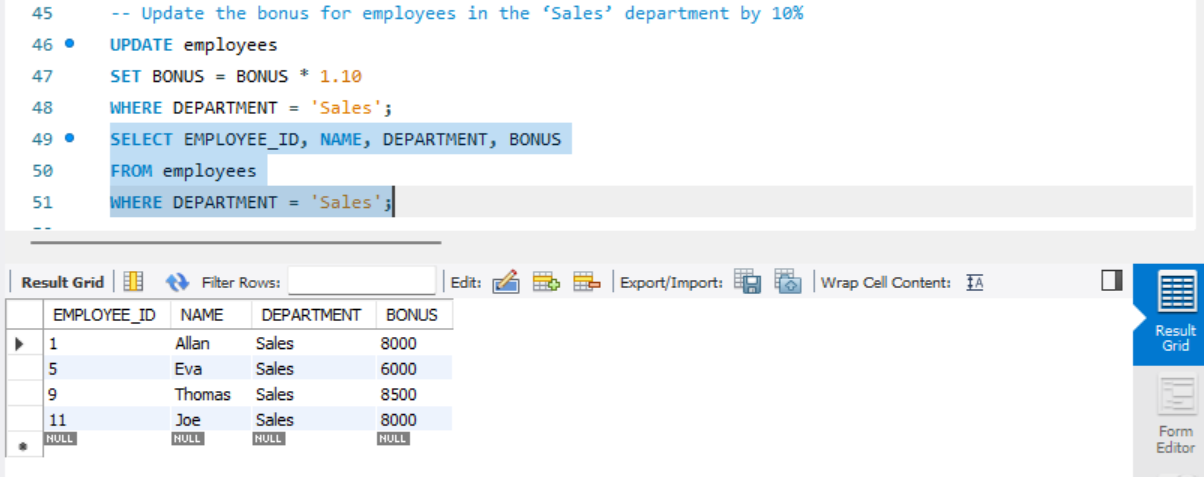 45 -- Update the bonus for employees in the ‘Sales’ department by 10%
46 UPDATE employees
47 SET BONUS = BONUS * 1.10
48 WHERE DEPARTMENT = 'Sales';
49 SELECT EMPLOYEE_ID, NAME, DEPARTMENT, BONUS
50 FROM employees
51 WHERE DEPARTMENT = 'Sales';
Result Grid Filter Rows: Edit: Export/Import: Wrap Cell Content: IA
EMPLOYEE_ID NAME DEPARTMENT BONUS
1 Allan Sales 8000
5 Eva Sales 6000
9 Thomas Sales 8500
11 Joe Sales 8000
NULL NULL NULL NULL
Result
Grid
Form
Editor